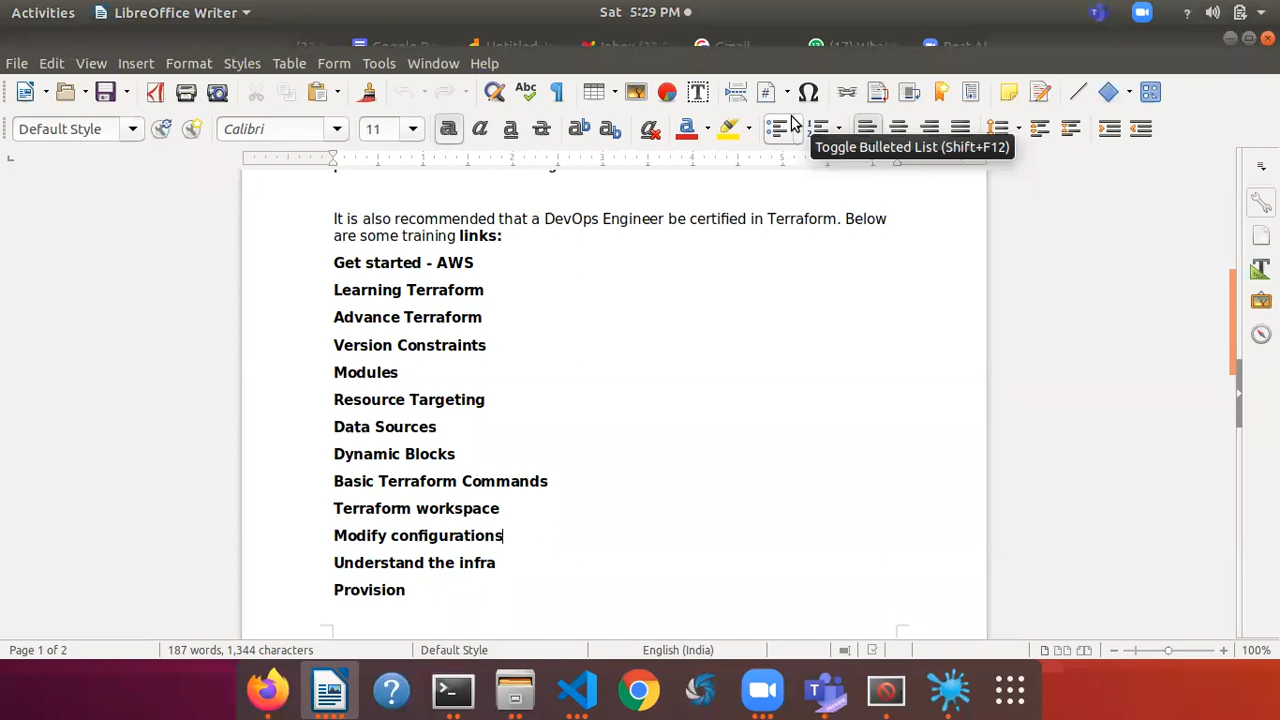 Activities LibreOffice Writer Sat 5:29 PM
Gmail
File Edit View Insert Format Styles Table Form Tools Window Help
Default Style Calibri 11
Toggle Bulleted List (Shift+F12)
It is also recommended that a DevOps Engineer be certified in Terraform. Below
are some training links:
Get started - AWS
Learning Terraform
Advance Terraform
Version Constraints
Modules
Resource Targeting
Data Sources
Dynamic Blocks
Basic Terraform Commands
Terraform workspace
Modify configurations
Understand the infra
Provision
Page 1 of 2 187 words, 1,344 characters Default Style English (India) 100%